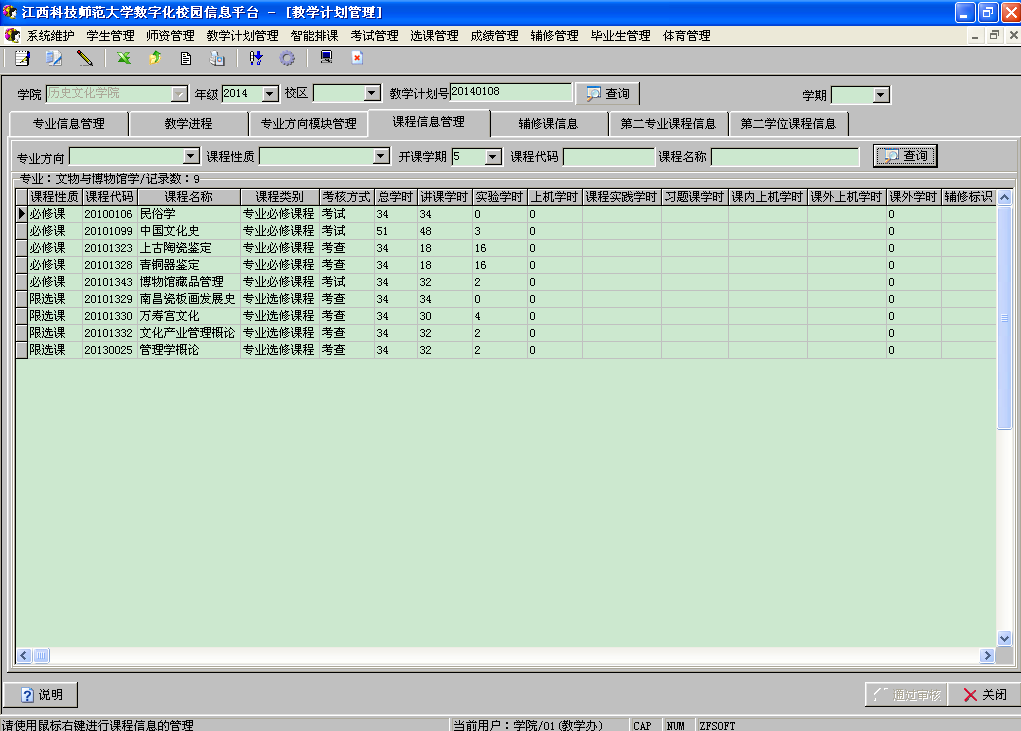 江西科技师范大学数字化校园信息平台 - [教学计划管理]
系统维护 学生管理 师资管理 教学计划管理 智能排课 考试管理 选课管理 成绩管理 辅修管理 毕业生管理 体育管理
学院 历史文化学院 年级 2014 校区 教学计划号 20140108 查询 学期
专业信息管理 教学进程 专业方向模块管理 课程信息管理 辅修课信息 第二专业课程信息 第二学位课程信息
专业方向 课程性质 开课学期 5 课程代码 课程名称 查询
专业：文物与博物馆学/记录数：9
课程性质 课程代码 课程名称 课程类别 考核方式 总学时 讲课学时 实验学时 上机学时 课程实践学时 习题课学时 课内上机学时 课外上机学时 课外学时 辅修标识
必修课 20100106 民俗学 专业必修课程 考试 34 34 0 0 0
必修课 20101099 中国文化史 专业必修课程 考试 51 48 3 0 0
必修课 20101323 上古陶瓷鉴定 专业必修课程 考查 34 18 16 0 0
必修课 20101328 青铜器鉴定 专业必修课程 考查 34 18 16 0 0
必修课 20101343 博物馆藏品管理 专业必修课程 考试 34 32 2 0 0
限选课 20101329 南昌瓷板画发展史 专业选修课程 考查 34 34 0 0 0
限选课 20101330 万寿宫文化 专业选修课程 考查 34 30 4 0 0
限选课 20101332 文化产业管理概论 专业选修课程 考查 34 32 2 0 0
限选课 20130025 管理学概论 专业选修课程 考查 34 32 2 0 0
说明 通过审核 关闭
请使用鼠标右键进行课程信息的管理 当前用户：学院/01(教学办) CAP NUM ZFSOFT